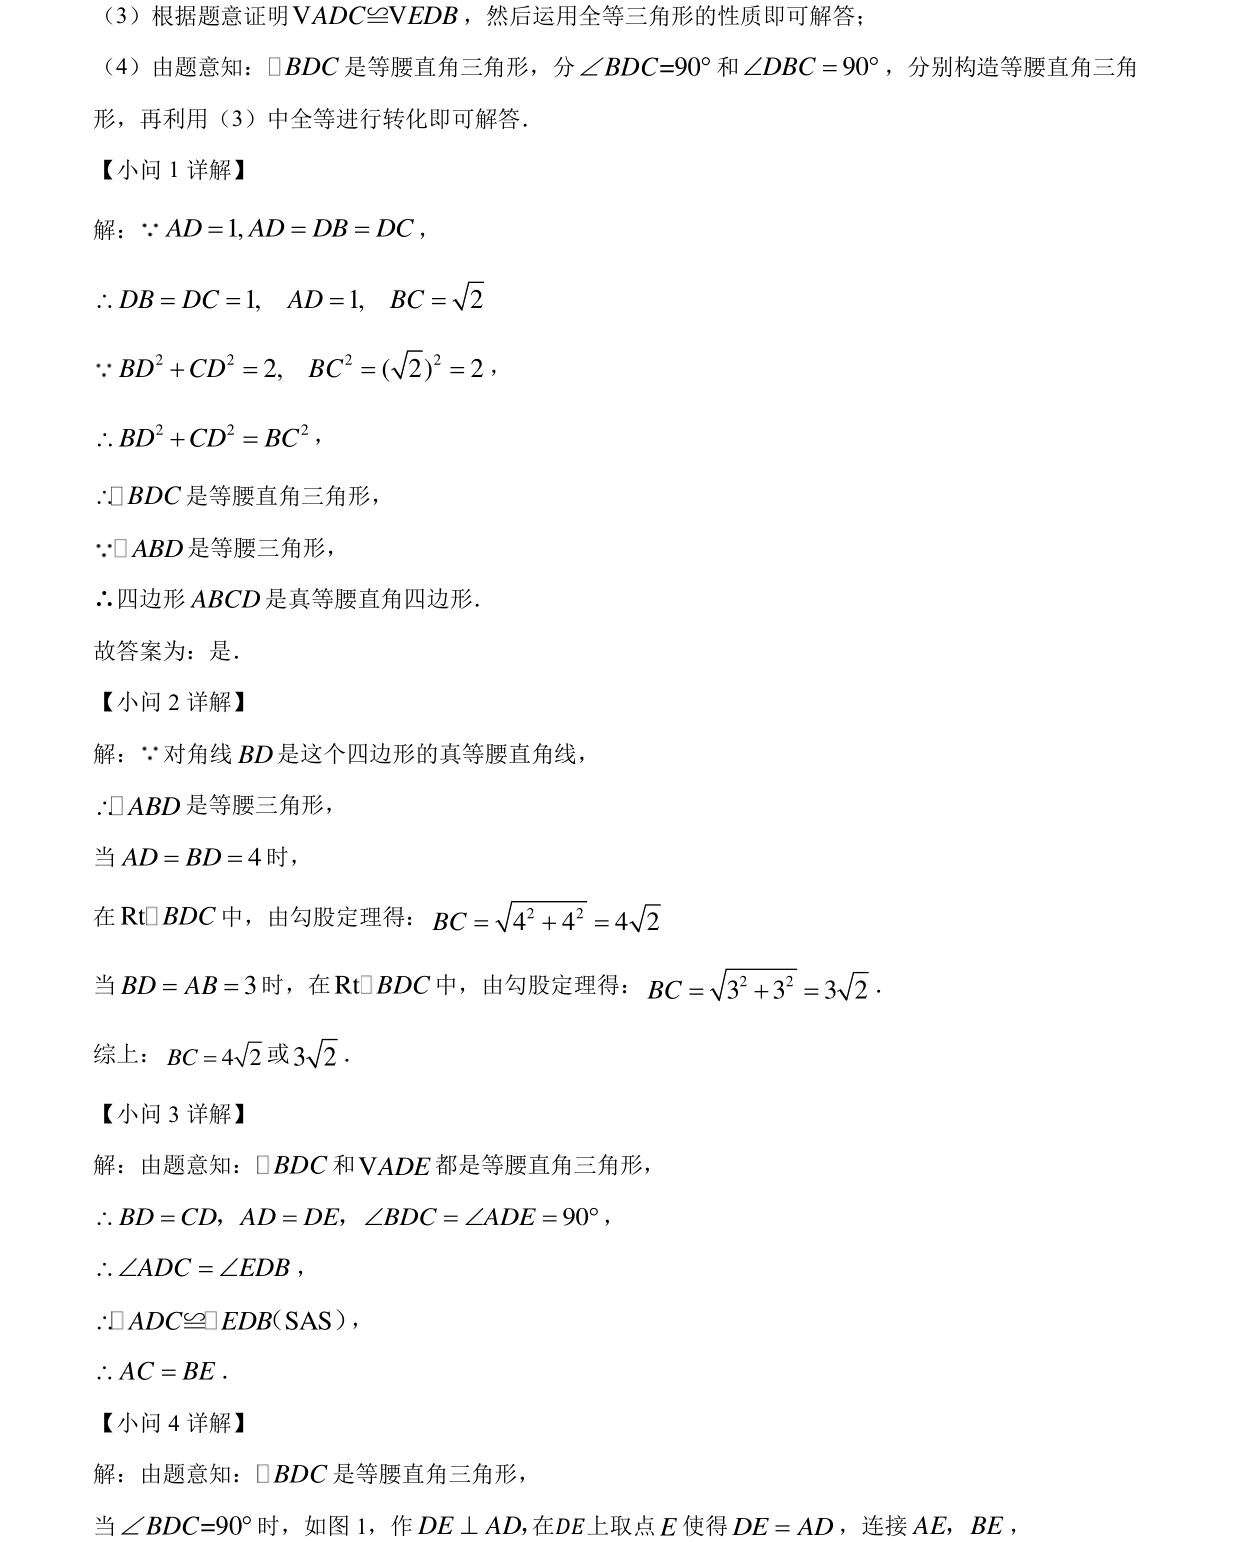 （3）根据题意证明VADC≌VEDB，然后运用全等三角形的性质即可解答；
（4）由题意知：□BDC是等腰直角三角形，分∠BDC=90°和∠DBC = 90°，分别构造等腰直角三角
形，再利用（3）中全等进行转化即可解答．
【小问 1 详解】
解：∵ AD = 1, AD = DB = DC，
∴ DB = DC = 1, AD = 1, BC = √2
∵ BD² + CD² = 2, BC² = (√2)² = 2，
∴ BD² + CD² = BC²，
∴□BDC是等腰直角三角形，
∵□ABD是等腰三角形，
∴四边形ABCD是真等腰直角四边形．
故答案为：是．
【小问 2 详解】
解：∵对角线BD是这个四边形的真等腰直角线，
∴□ABD是等腰三角形，
当AD = BD = 4时，
在Rt□BDC中，由勾股定理得：BC = √(4² + 4²) = 4√2
当BD = AB = 3时，在Rt□BDC中，由勾股定理得：BC = √(3² + 3²) = 3√2．
综上：BC = 4√2或3√2．
【小问 3 详解】
解：由题意知：□BDC和VADE都是等腰直角三角形，
∴ BD = CD，AD = DE，∠BDC = ∠ADE = 90°，
∴ ∠ADC = ∠EDB，
∴□ADC≌□EDB（SAS），
∴ AC = BE．
【小问 4 详解】
解：由题意知：□BDC是等腰直角三角形，
当∠BDC=90°时，如图 1，作DE ⊥ AD，在DE上取点E使得DE = AD，连接AE，BE，